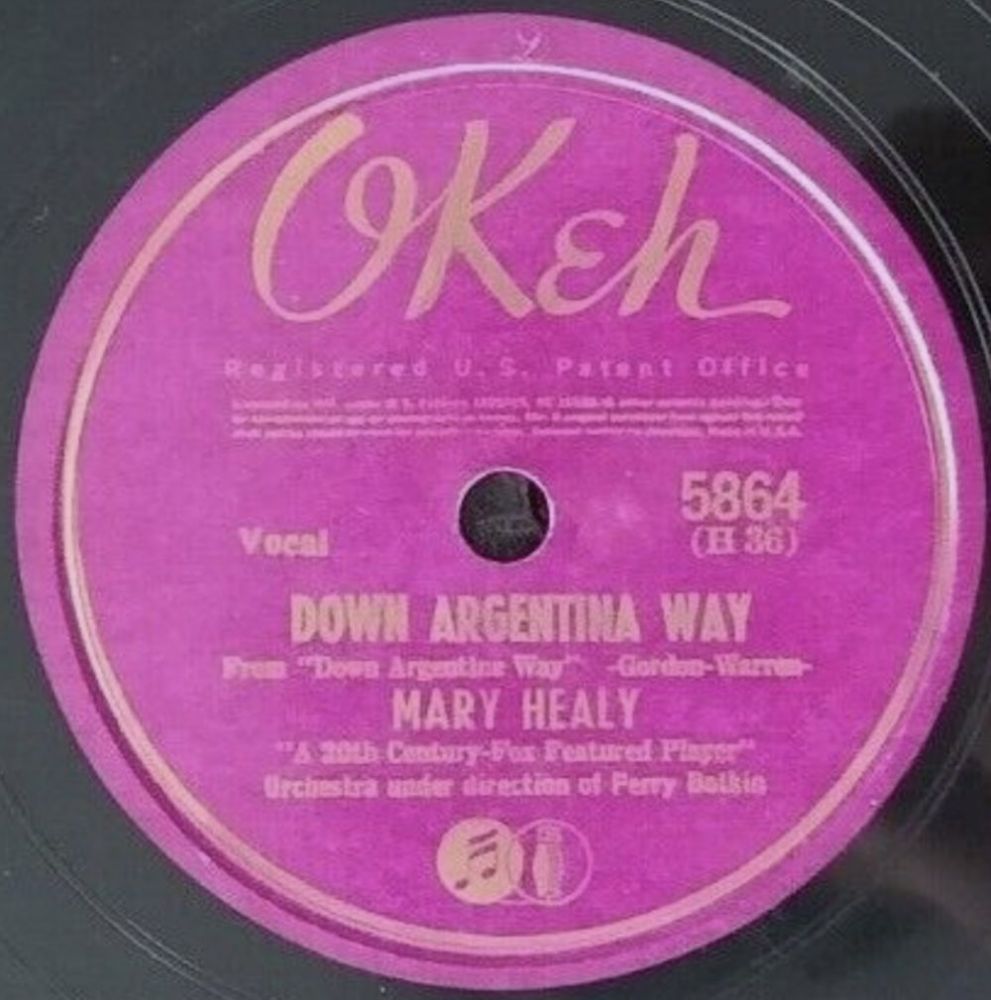 OKeh
Registered U.S. Patent Office
5864
Vocal
(H 36)
DOWN ARGENTINA WAY
From "Down Argentine Way" -Gordon-Warren-
MARY HEALY
"A 20th Century-Fox Featured Player"
Orchestra under direction of Perry Botkin